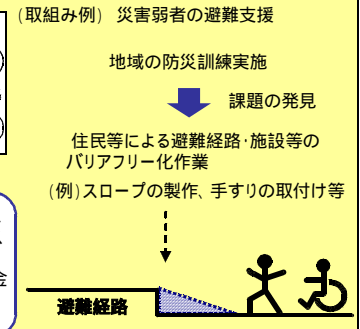 (取組み例) 災害弱者の避難支援
地域の防災訓練実施
課題の発見
住民等による避難経路・施設等の
バリアフリー化作業
(例)スロープの製作、手すりの取付け等
金
避難経路